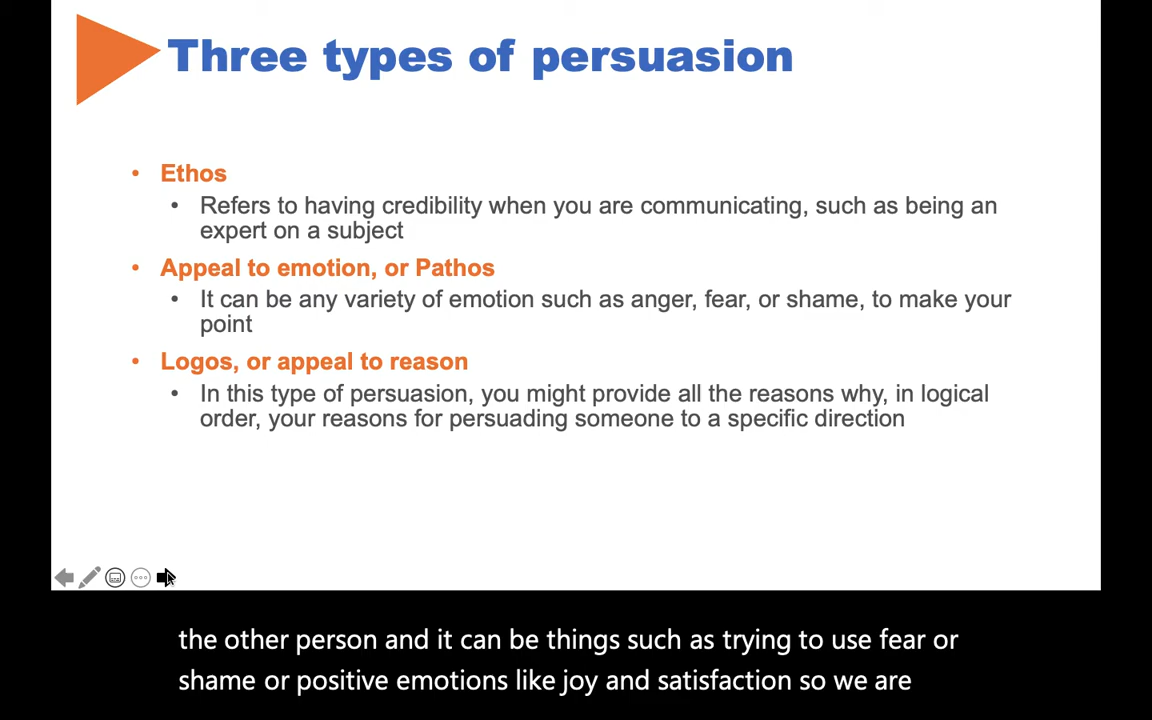 Three types of persuasion
• Ethos
• Refers to having credibility when you are communicating, such as being an
expert on a subject
• Appeal to emotion, or Pathos
• It can be any variety of emotion such as anger, fear, or shame, to make your
point
• Logos, or appeal to reason
• In this type of persuasion, you might provide all the reasons why, in logical
order, your reasons for persuading someone to a specific direction
the other person and it can be things such as trying to use fear or
shame or positive emotions like joy and satisfaction so we are